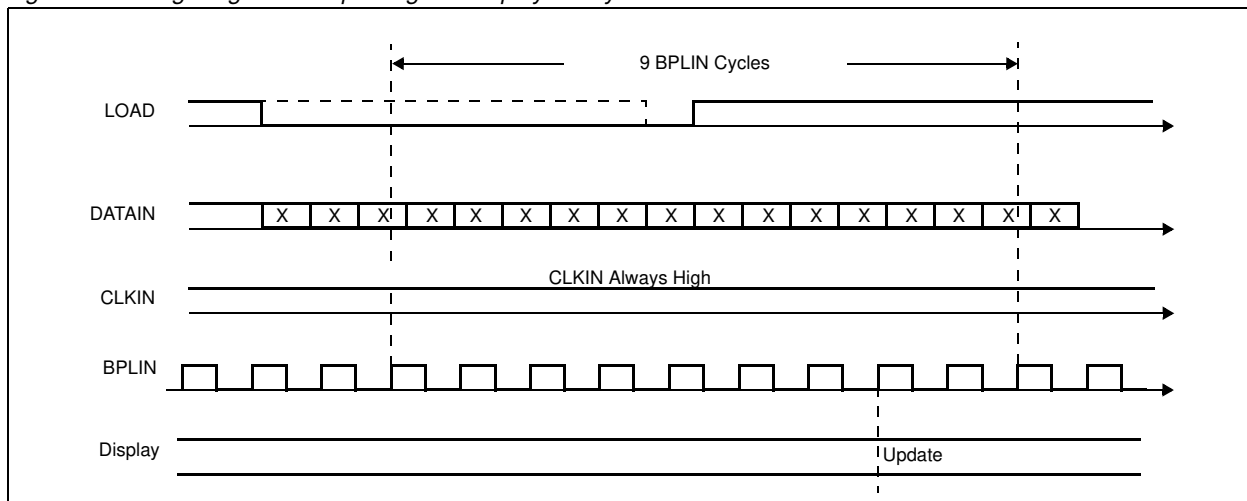 9 BPLIN Cycles
LOAD
DATAIN
X X X X X X X X X X X X X X X X X
CLKIN Always High
CLKIN
BPLIN
Display
Update